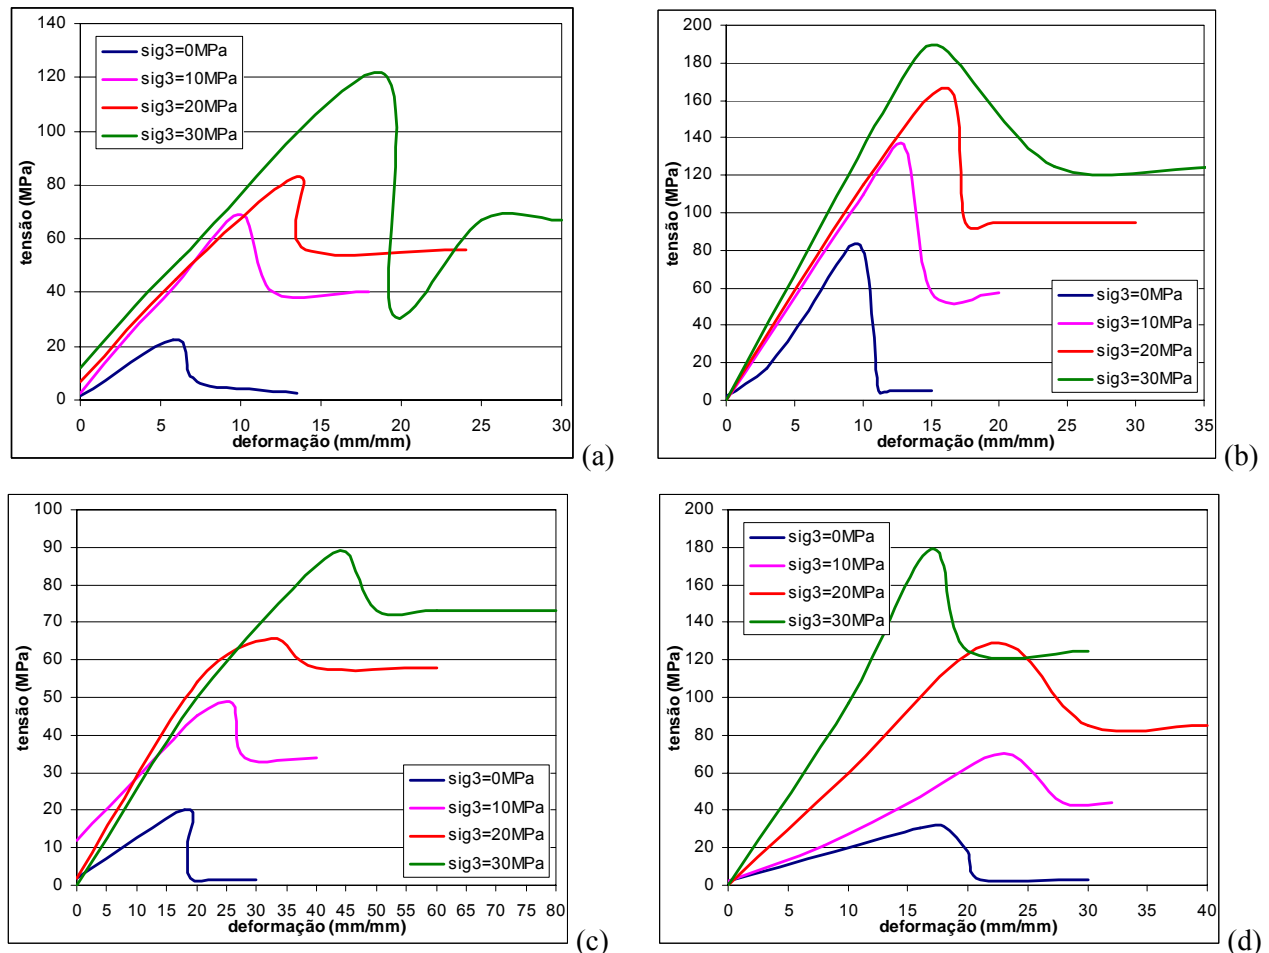 140
120
100
80
60
40
20
0
tensão (MPa)
sig3=0MPa
sig3=10MPa
sig3=20MPa
sig3=30MPa
0 5 10 15 20 25 30
deformação (mm/mm)
(a)
200
180
160
140
120
100
80
60
40
20
0
tensão (MPa)
sig3=0MPa
sig3=10MPa
sig3=20MPa
sig3=30MPa
0 5 10 15 20 25 30 35
deformação (mm/mm)
(b)
100
90
80
70
60
50
40
30
20
10
0
tensão (MPa)
sig3=0MPa
sig3=10MPa
sig3=20MPa
sig3=30MPa
0 5 10 15 20 25 30 35 40 45 50 55 60 65 70 75 80
deformação (mm/mm)
(c)
200
180
160
140
120
100
80
60
40
20
0
tensão (MPa)
sig3=0MPa
sig3=10MPa
sig3=20MPa
sig3=30MPa
0 5 10 15 20 25 30 35 40
deformação (mm/mm)
(d)